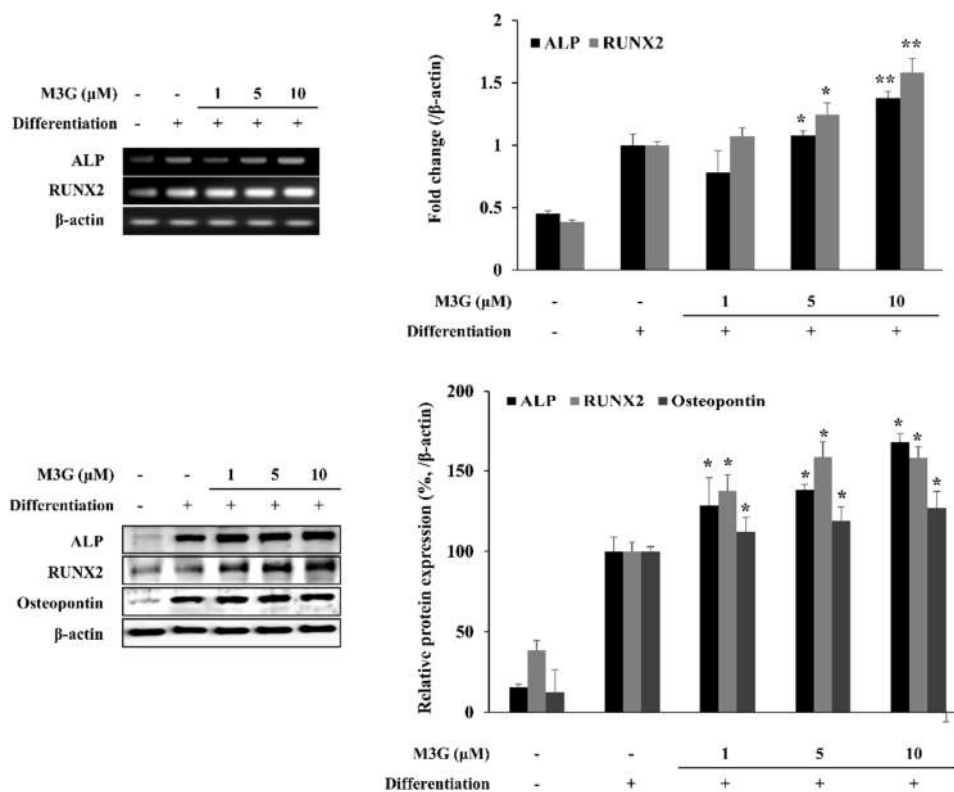 M3G (μM) - - 1 5 10
Differentiation - + + + +
ALP
RUNX2
β-actin
Fold change (/β-actin)
2
1.5
1
0.5
0
ALP RUNX2
* *
** **
M3G (μM) - - 1 5 10
Differentiation - + + + +
M3G (μM) - - 1 5 10
Differentiation - + + + +
ALP
RUNX2
Osteopontin
β-actin
Relative protein expression (%, /β-actin)
200
150
100
50
0
ALP RUNX2 Osteopontin
* * *
* * *
* * *
M3G (μM) - - 1 5 10
Differentiation - + + + +